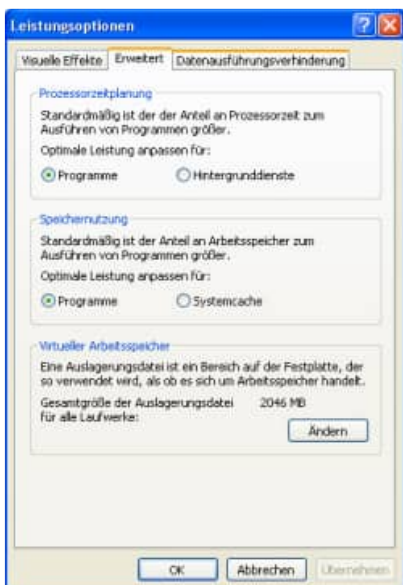 Leistungsoptionen
Visuelle Effekte Erweitert Datenausführungsverhinderung
Prozessorzeitplanung
Standardmäßig ist der der Anteil an Prozessorzeit zum
Ausführen von Programmen größer.
Optimale Leistung anpassen für:
Programme Hintergrunddienste
Speichernutzung
Standardmäßig ist der Anteil an Arbeitsspeicher zum
Ausführen von Programmen größer.
Optimale Leistung anpassen für:
Programme Systemcache
Virtueller Arbeitsspeicher
Eine Auslagerungsdatei ist ein Bereich auf der Festplatte, der
so verwendet wird, als ob es sich um Arbeitsspeicher handelt.
Gesamtgröße der Auslagerungsdatei 2046 MB
für alle Laufwerke:
Ändern
OK Abbrechen Übernehmen